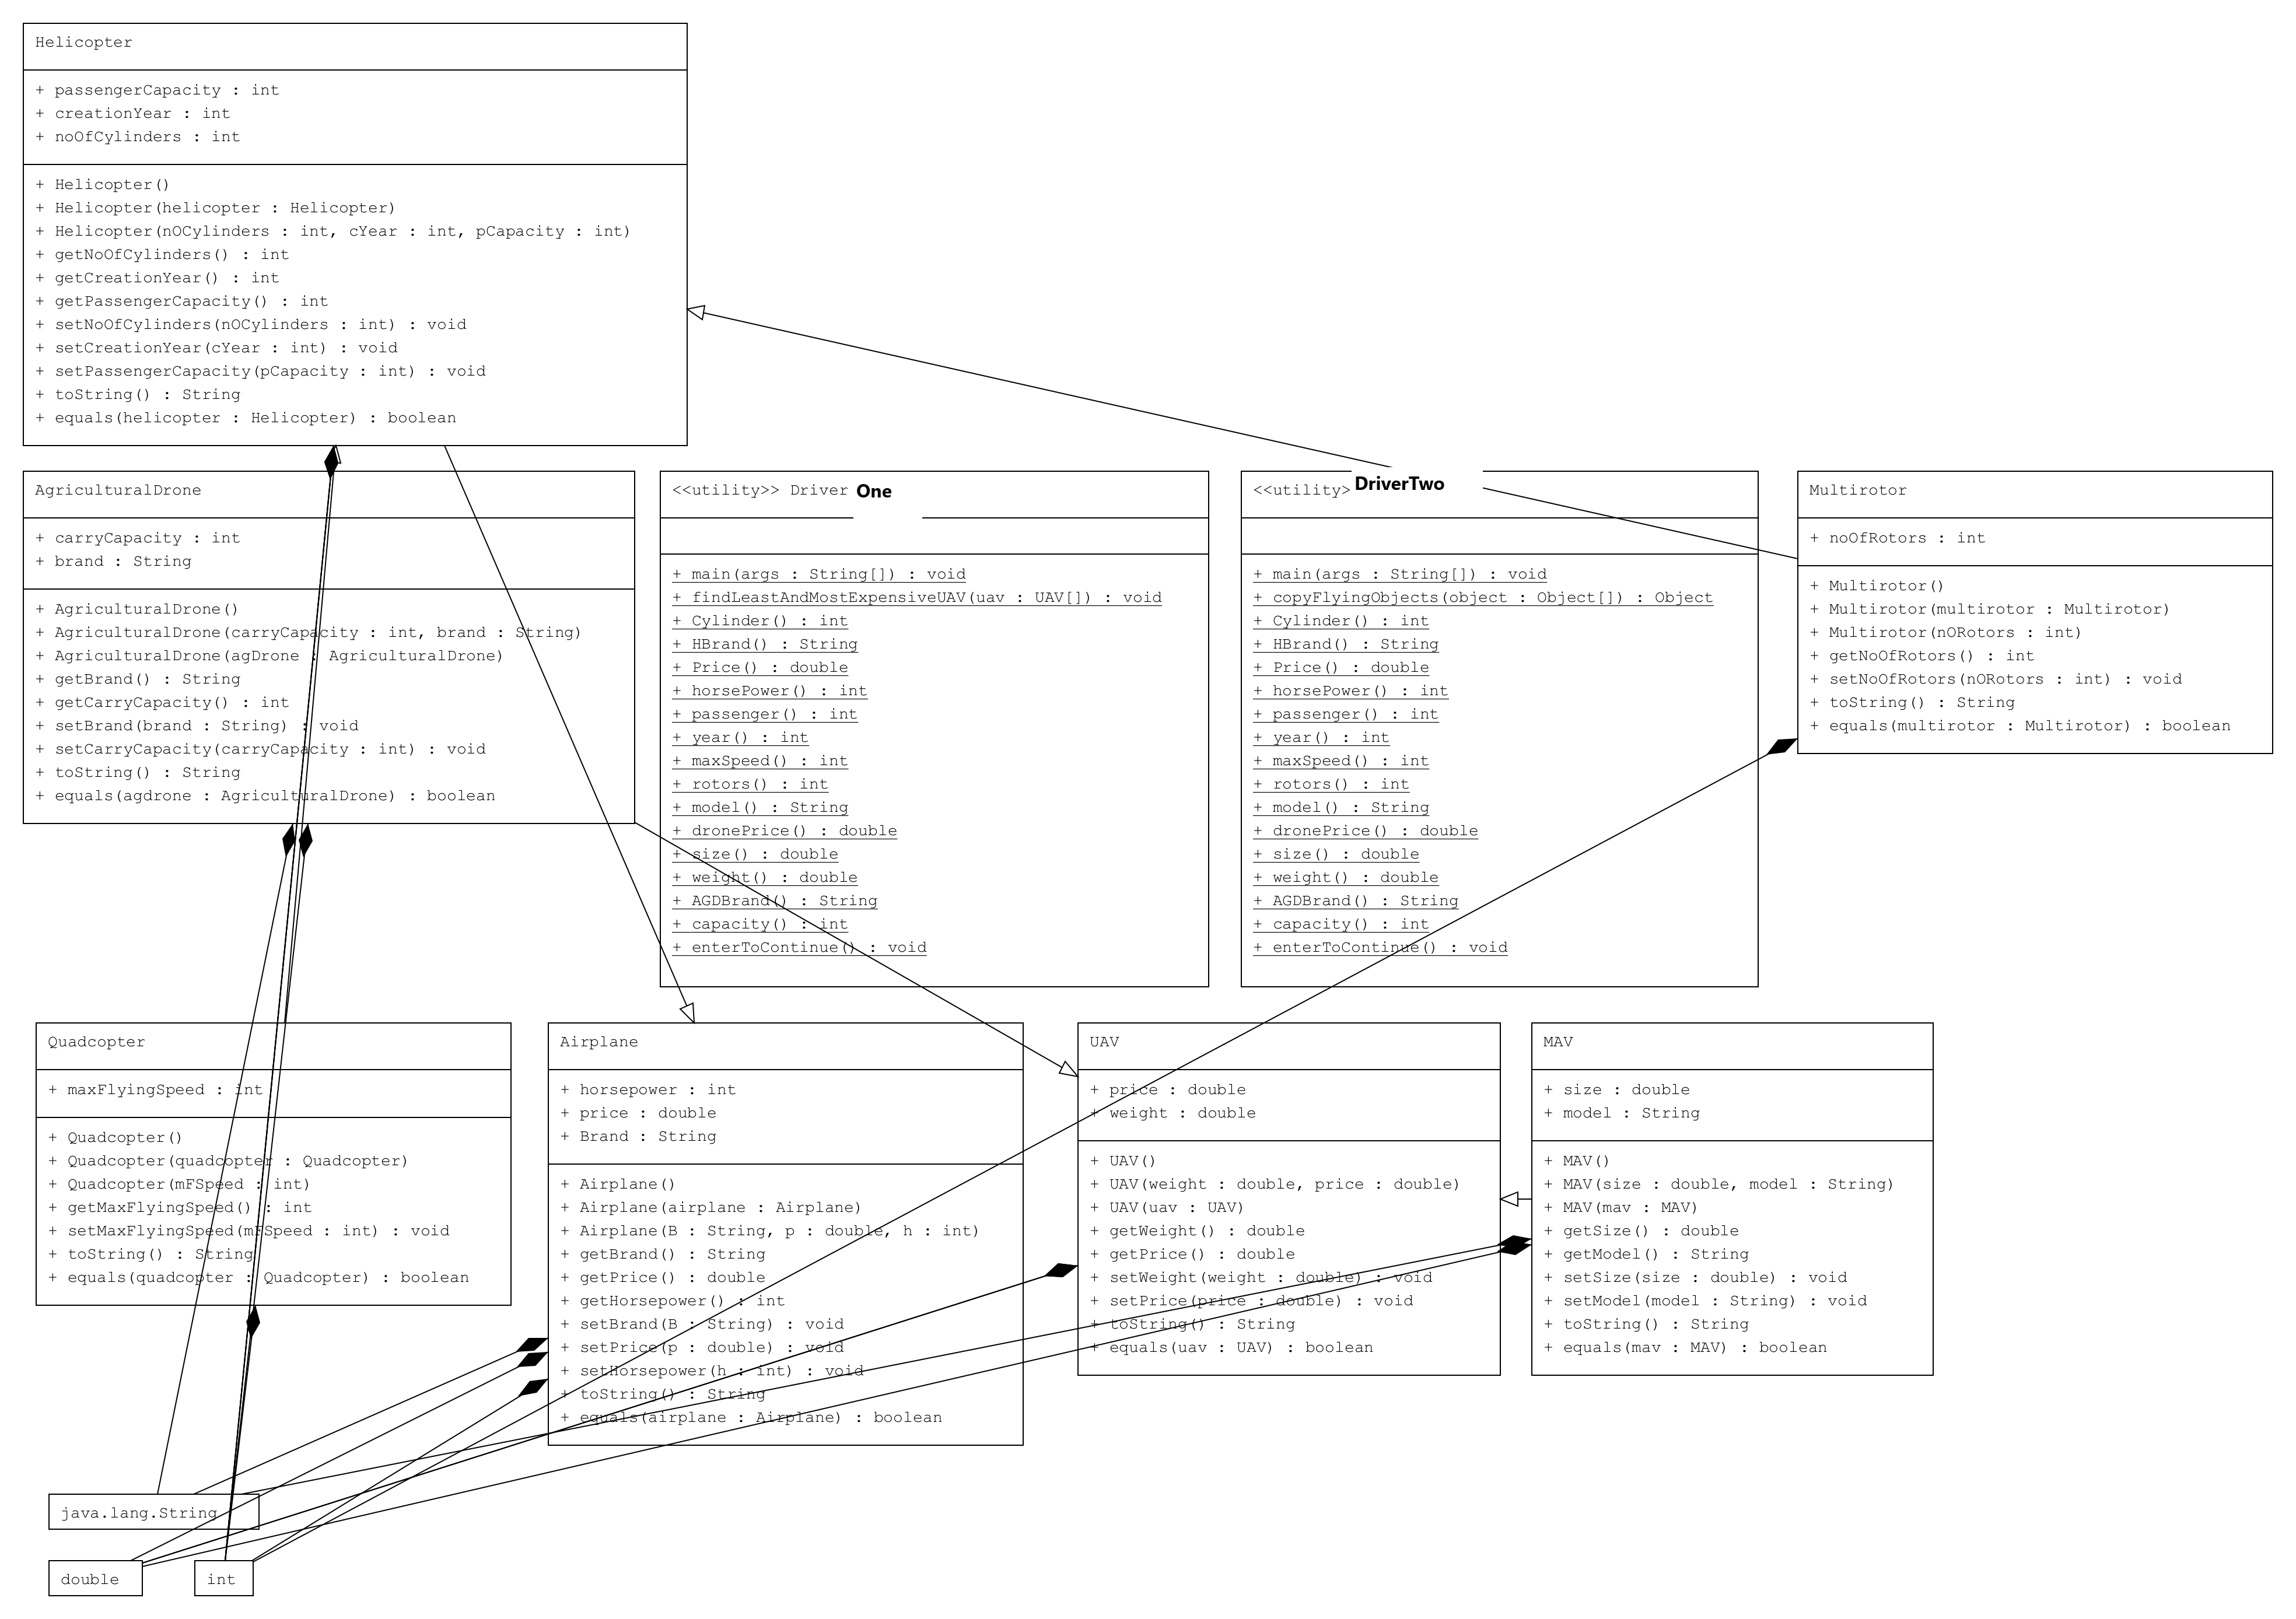 Helicopter
+ passengerCapacity : int
+ creationYear : int
+ noOfCylinders : int
+ Helicopter()
+ Helicopter(helicopter : Helicopter)
+ Helicopter(nOCylinders : int, cYear : int, pCapacity : int)
+ getNoOfCylinders() : int
+ getCreationYear() : int
+ getPassengerCapacity() : int
+ setNoOfCylinders(nOCylinders : int) : void
+ setCreationYear(cYear : int) : void
+ setPassengerCapacity(pCapacity : int) : void
+ toString() : String
+ equals(helicopter : Helicopter) : boolean
AgriculturalDrone
+ carryCapacity : int
+ brand : String
+ AgriculturalDrone()
+ AgriculturalDrone(carryCapacity : int, brand : String)
+ AgriculturalDrone(agDrone : AgriculturalDrone)
+ getBrand() : String
+ getCarryCapacity() : int
+ setBrand(brand : String) : void
+ setCarryCapacity(carryCapacity : int) : void
+ toString() : String
+ equals(agdrone : AgriculturalDrone) : boolean
<<utility>> Driver One
+ main(args : String[]) : void
+ findLeastAndMostExpensiveUAV(uav : UAV[]) : void
+ Cylinder() : int
+ HBrand() : String
+ Price() : double
+ horsePower() : int
+ passenger() : int
+ year() : int
+ maxSpeed() : int
+ rotors() : int
+ model() : String
+ dronePrice() : double
+ size() : double
+ weight() : double
+ AGDBrand() : String
+ capacity() : int
+ enterToContinue() : void
<<utility> DriverTwo
+ main(args : String[]) : void
+ copyFlyingObjects(object : Object[]) : Object
+ Cylinder() : int
+ HBrand() : String
+ Price() : double
+ horsePower() : int
+ passenger() : int
+ year() : int
+ maxSpeed() : int
+ rotors() : int
+ model() : String
+ dronePrice() : double
+ size() : double
+ weight() : double
+ AGDBrand() : String
+ capacity() : int
+ enterToContinue() : void
Multirotor
+ noOfRotors : int
+ Multirotor()
+ Multirotor(multirotor : Multirotor)
+ Multirotor(nORotors : int)
+ getNoOfRotors() : int
+ setNoOfRotors(nORotors : int) : void
+ toString() : String
+ equals(multirotor : Multirotor) : boolean
Quadcopter
+ maxFlyingSpeed : int
+ Quadcopter()
+ Quadcopter(quadcopter : Quadcopter)
+ Quadcopter(mFSpeed : int)
+ getMaxFlyingSpeed() : int
+ setMaxFlyingSpeed(mFSpeed : int) : void
+ toString() : String
+ equals(quadcopter : Quadcopter) : boolean
Airplane
+ horsepower : int
+ price : double
+ Brand : String
+ Airplane()
+ Airplane(airplane : Airplane)
+ Airplane(B : String, p : double, h : int)
+ getBrand() : String
+ getPrice() : double
+ getHorsepower() : int
+ setBrand(B : String) : void
+ setPrice(p : double) : void
+ setHorsepower(h : int) : void
+ toString() : String
+ equals(airplane : Airplane) : boolean
UAV
+ price : double
+ weight : double
+ UAV()
+ UAV(weight : double, price : double)
+ UAV(uav : UAV)
+ getWeight() : double
+ getPrice() : double
+ setWeight(weight : double) : void
+ setPrice(price : double) : void
+ toString() : String
+ equals(uav : UAV) : boolean
MAV
+ size : double
+ model : String
+ MAV()
+ MAV(size : double, model : String)
+ MAV(mav : MAV)
+ getSize() : double
+ getModel() : String
+ setSize(size : double) : void
+ setModel(model : String) : void
+ toString() : String
+ equals(mav : MAV) : boolean
java.lang.String
double
int